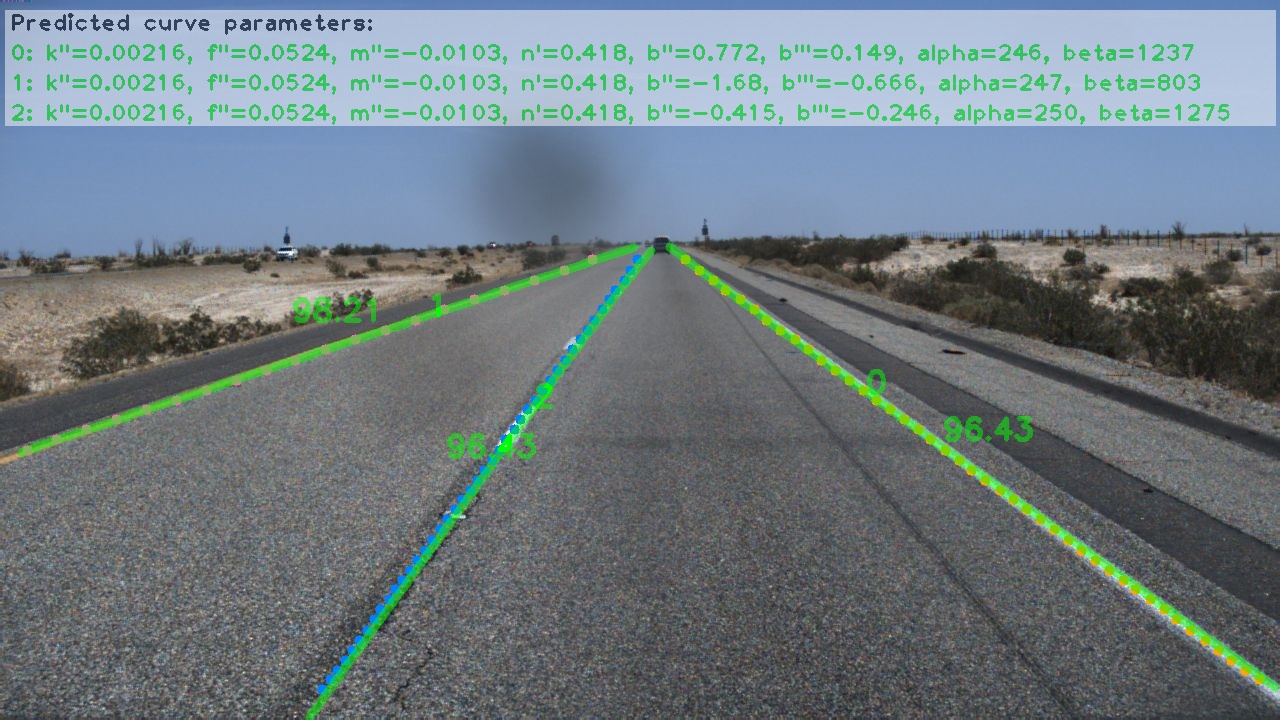 Predicted curve parameters:
0: k"=0.00216, f"=0.0524, m"=-0.0103, n'=0.418, b"=0.772, b'"=0.149, alpha=246, beta=1237
1: k"=0.00216, f"=0.0524, m"=-0.0103, n'=0.418, b"=-1.68, b'"=-0.666, alpha=247, beta=803
2: k"=0.00216, f"=0.0524, m"=-0.0103, n'=0.418, b"=-0.415, b'"=-0.246, alpha=250, beta=1275
98.21
1
0
2
96.43
96.43